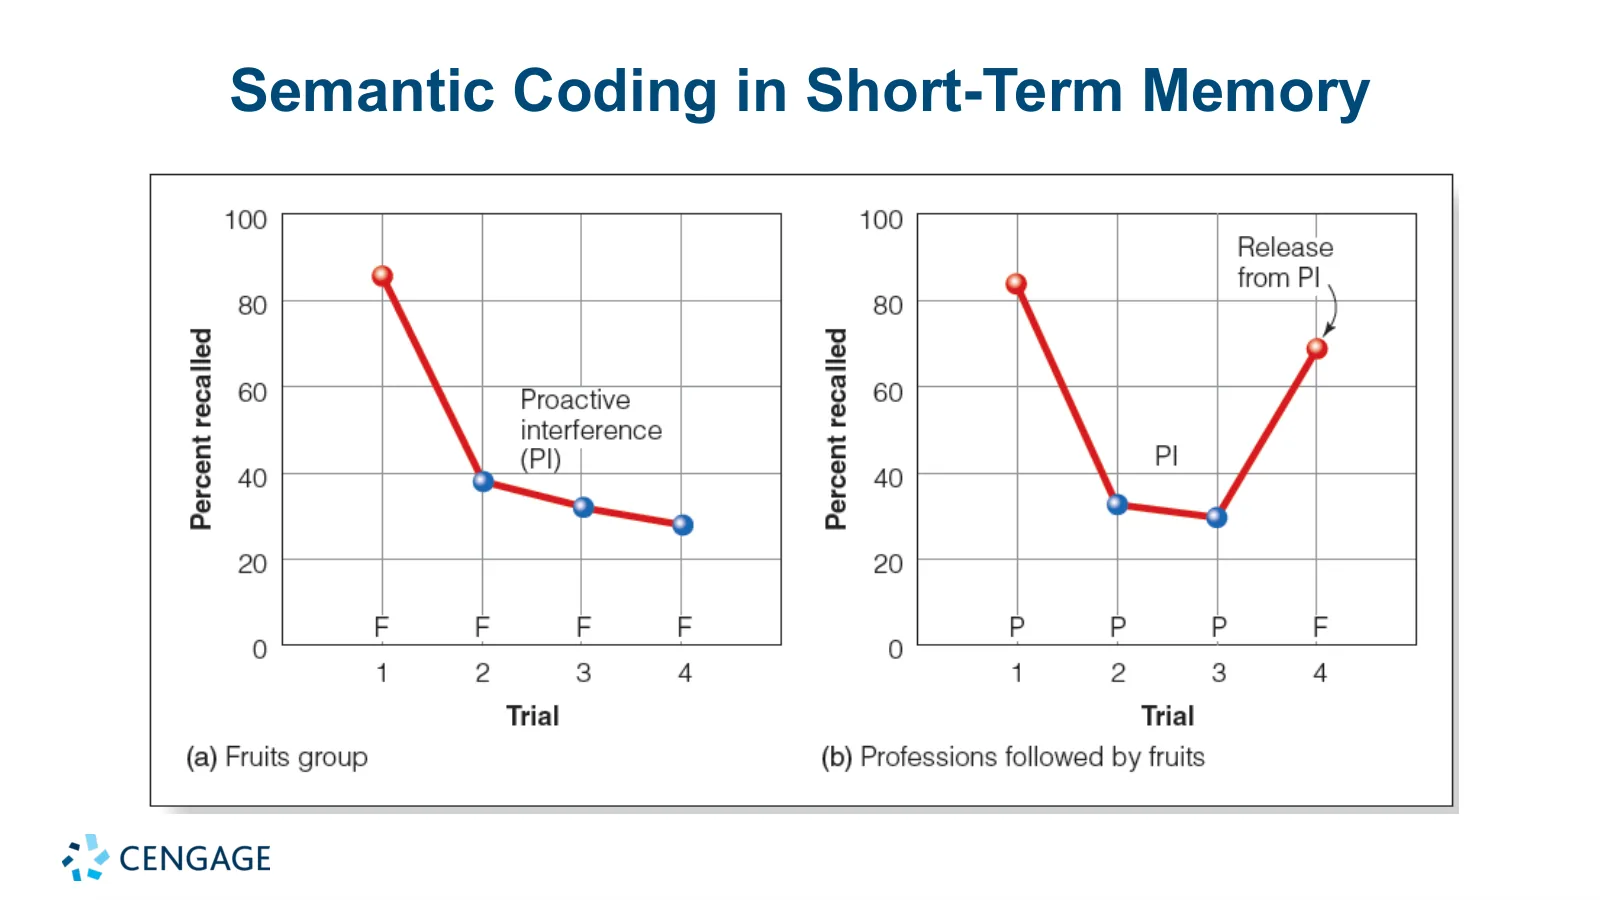 Semantic Coding in Short-Term Memory
100
80
60
40
20
0
Percent recalled
Proactive
interference
(PI)
F F F F
1 2 3 4
Trial
(a) Fruits group
100
80
60
40
20
0
Percent recalled
Release
from PI
PI
P P P F
1 2 3 4
Trial
(b) Professions followed by fruits
CENGAGE